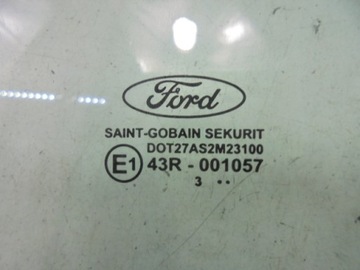 Ford
SAINT-GOBAIN SEKURIT
DOT27AS2M23100
E1 43R - 001057
3 ..